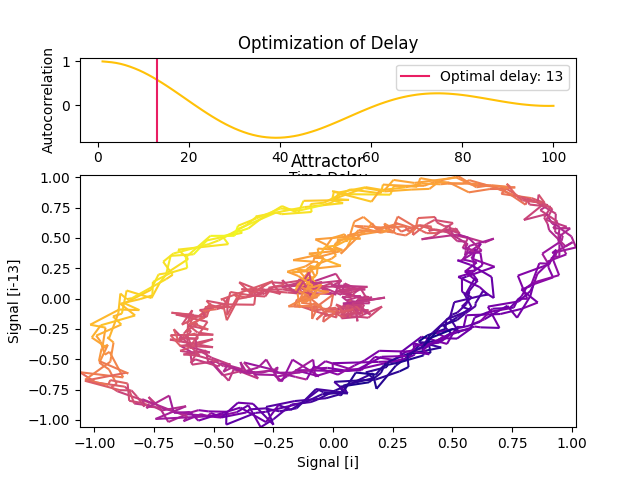 Optimization of Delay
Autocorrelation
1
0
Optimal delay: 13
0 20 40 60 80 100
Time Delay
Attractor
Signal [i-13]
1.00
0.75
0.50
0.25
0.00
−0.25
−0.50
−0.75
−1.00
−1.00 −0.75 −0.50 −0.25 0.00 0.25 0.50 0.75 1.00
Signal [i]